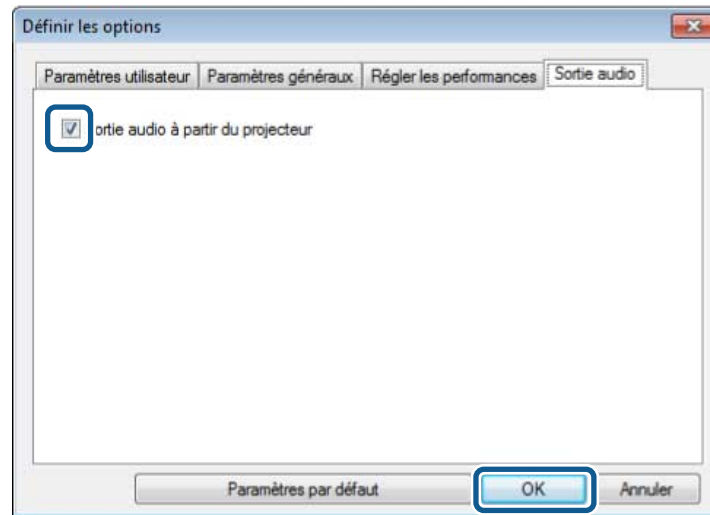 Définir les options
Paramètres utilisateur Paramètres généraux Régler les performances Sortie audio
ortie audio à partir du projecteur
Paramètres par défaut OK Annuler